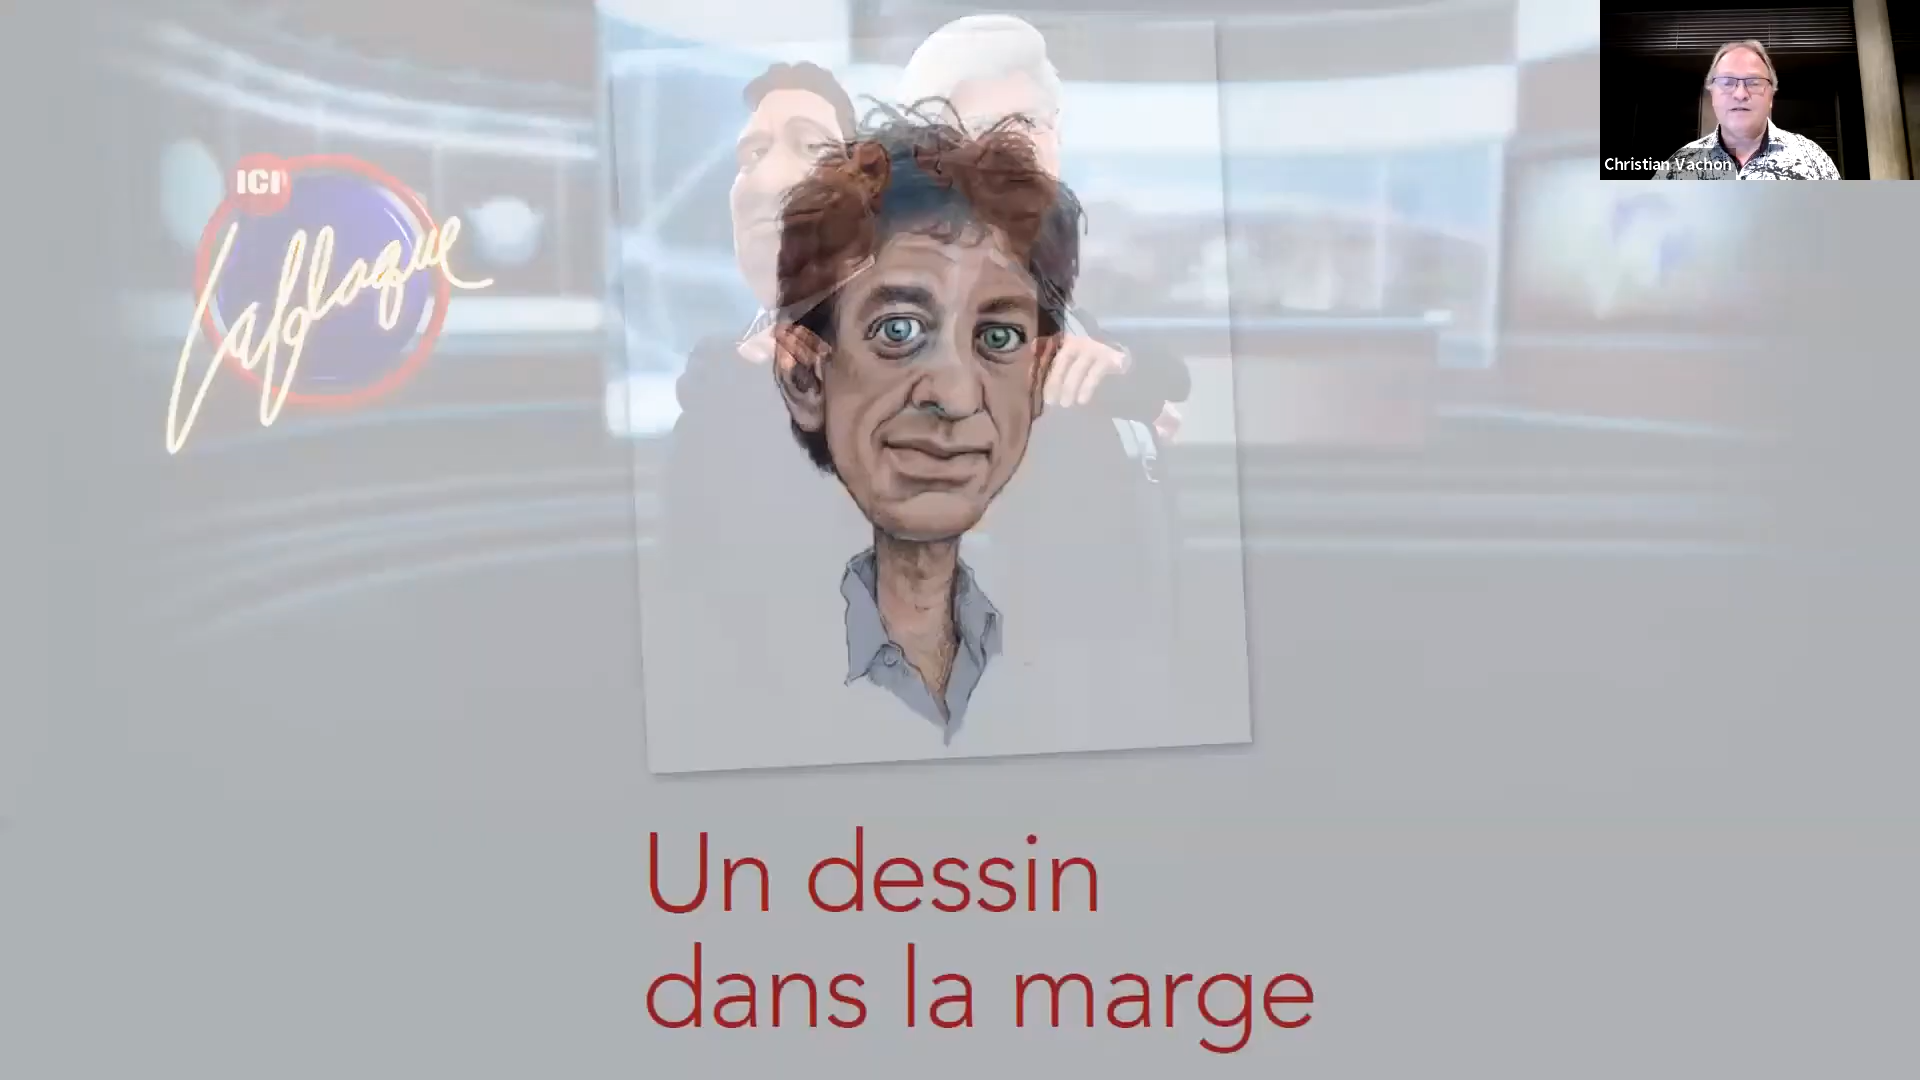 ICI
Laflaque
Christian Vachon
Un dessin
dans la marge